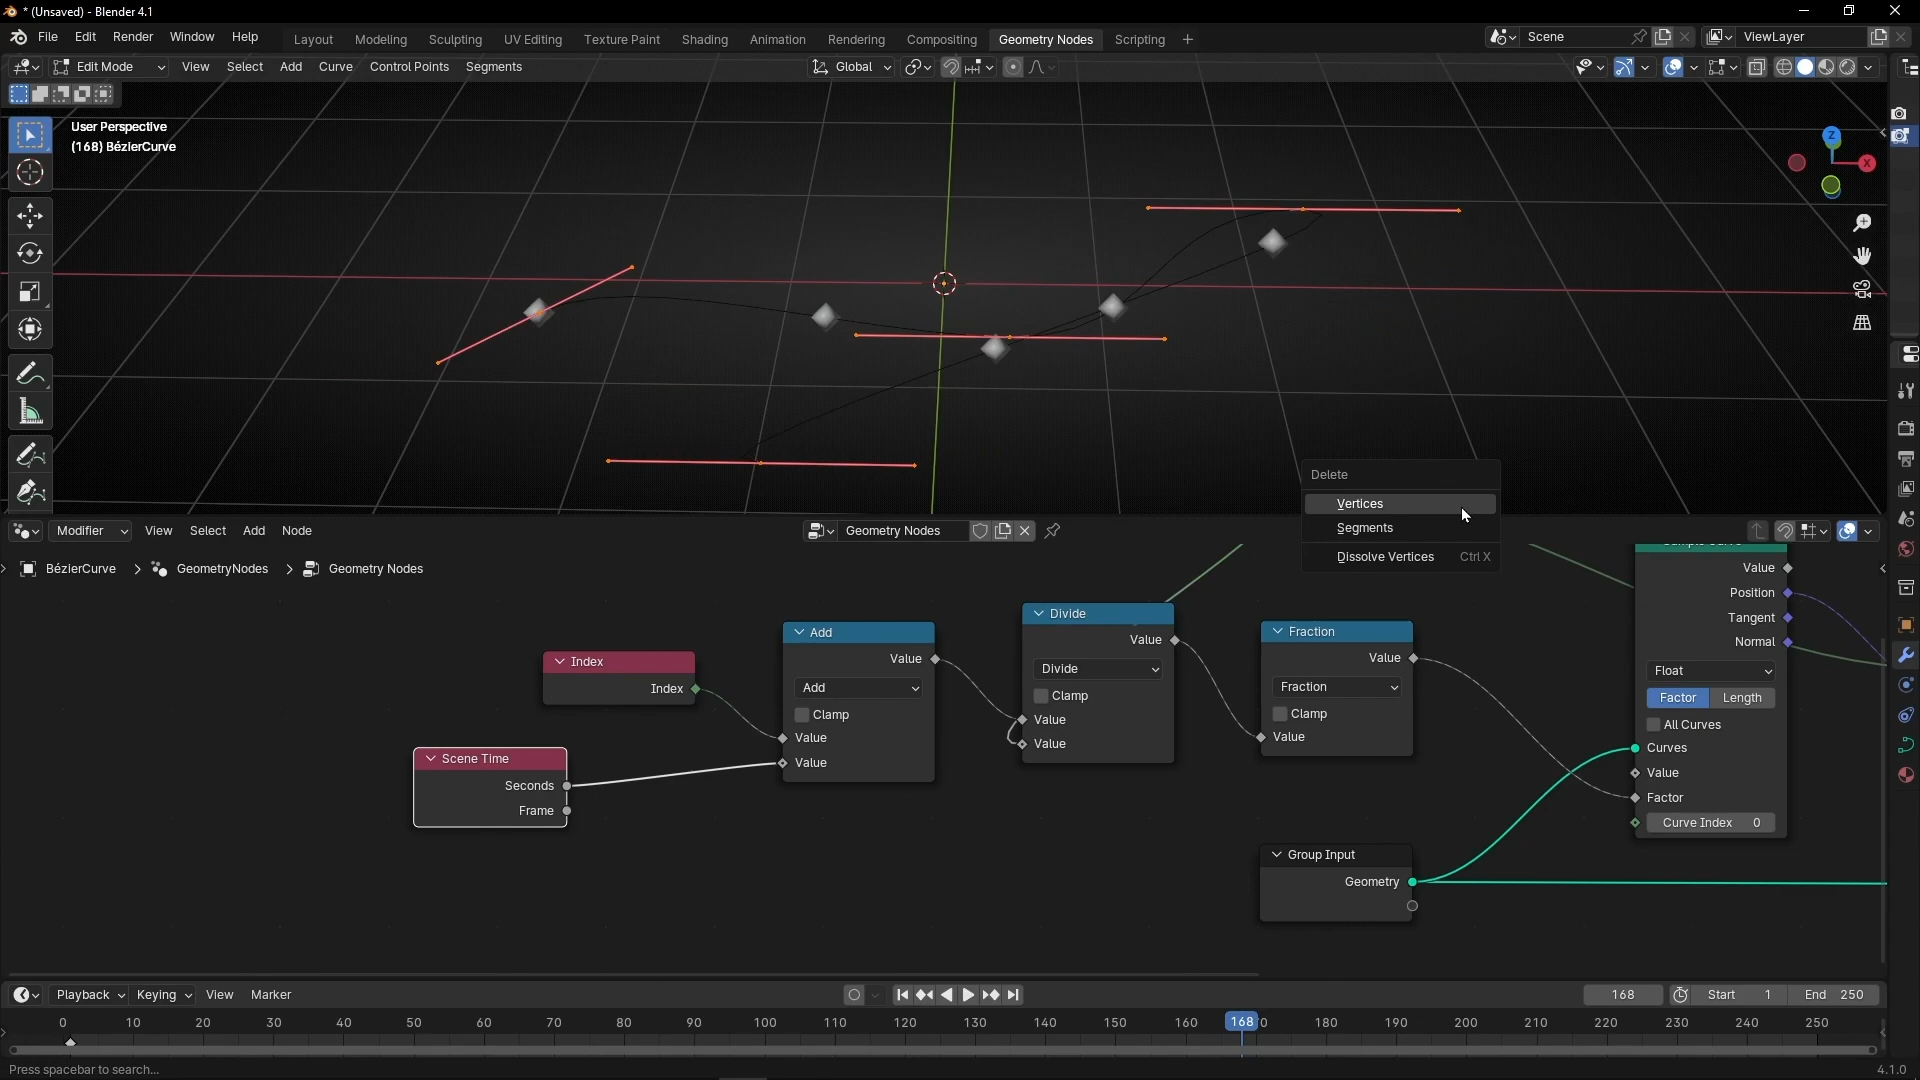 * (Unsaved) - Blender 4.1
File Edit Render Window Help
Layout Modeling Sculpting UV Editing Texture Paint Shading Animation Rendering Compositing Geometry Nodes Scripting +
Scene
ViewLayer
Edit Mode View Select Add Curve Control Points Segments
Global
User Perspective
(168) BézierCurve
Z
X
Delete
Vertices
Segments
Dissolve Vertices Ctrl X
Modifier View Select Add Node
Geometry Nodes
BézierCurve > GeometryNodes > Geometry Nodes
Index
Index
Scene Time
Seconds
Frame
Add
Value
Add
Clamp
Value
Value
Divide
Value
Divide
Clamp
Value
Value
Fraction
Value
Fraction
Clamp
Value
Group Input
Geometry
Value
Position
Tangent
Normal
Float
Factor Length
All Curves
Curves
Value
Factor
Curve Index 0
Playback Keying View Marker
168
Start 1
End 250
0 10 20 30 40 50 60 70 80 90 100 110 120 130 140 150 160 168 180 190 200 210 220 230 240 250
Press spacebar to search...
4.1.0